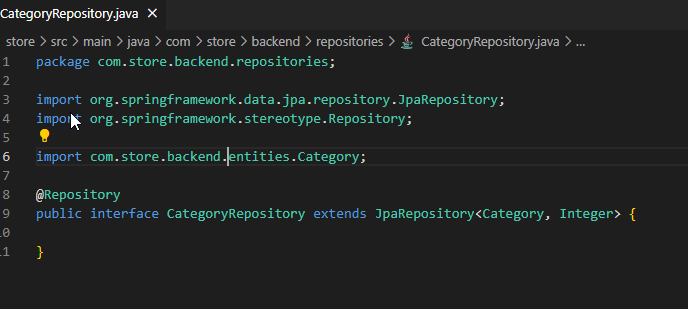 CategoryRepository.java ×
store > src > main > java > com > store > backend > repositories > CategoryRepository.java > ...
1 package com.store.backend.repositories;
2
3 import org.springframework.data.jpa.repository.JpaRepository;
4 import org.springframework.stereotype.Repository;
5
6 import com.store.backend.entities.Category;
7
8 @Repository
9 public interface CategoryRepository extends JpaRepository<Category, Integer> {
10
11 }